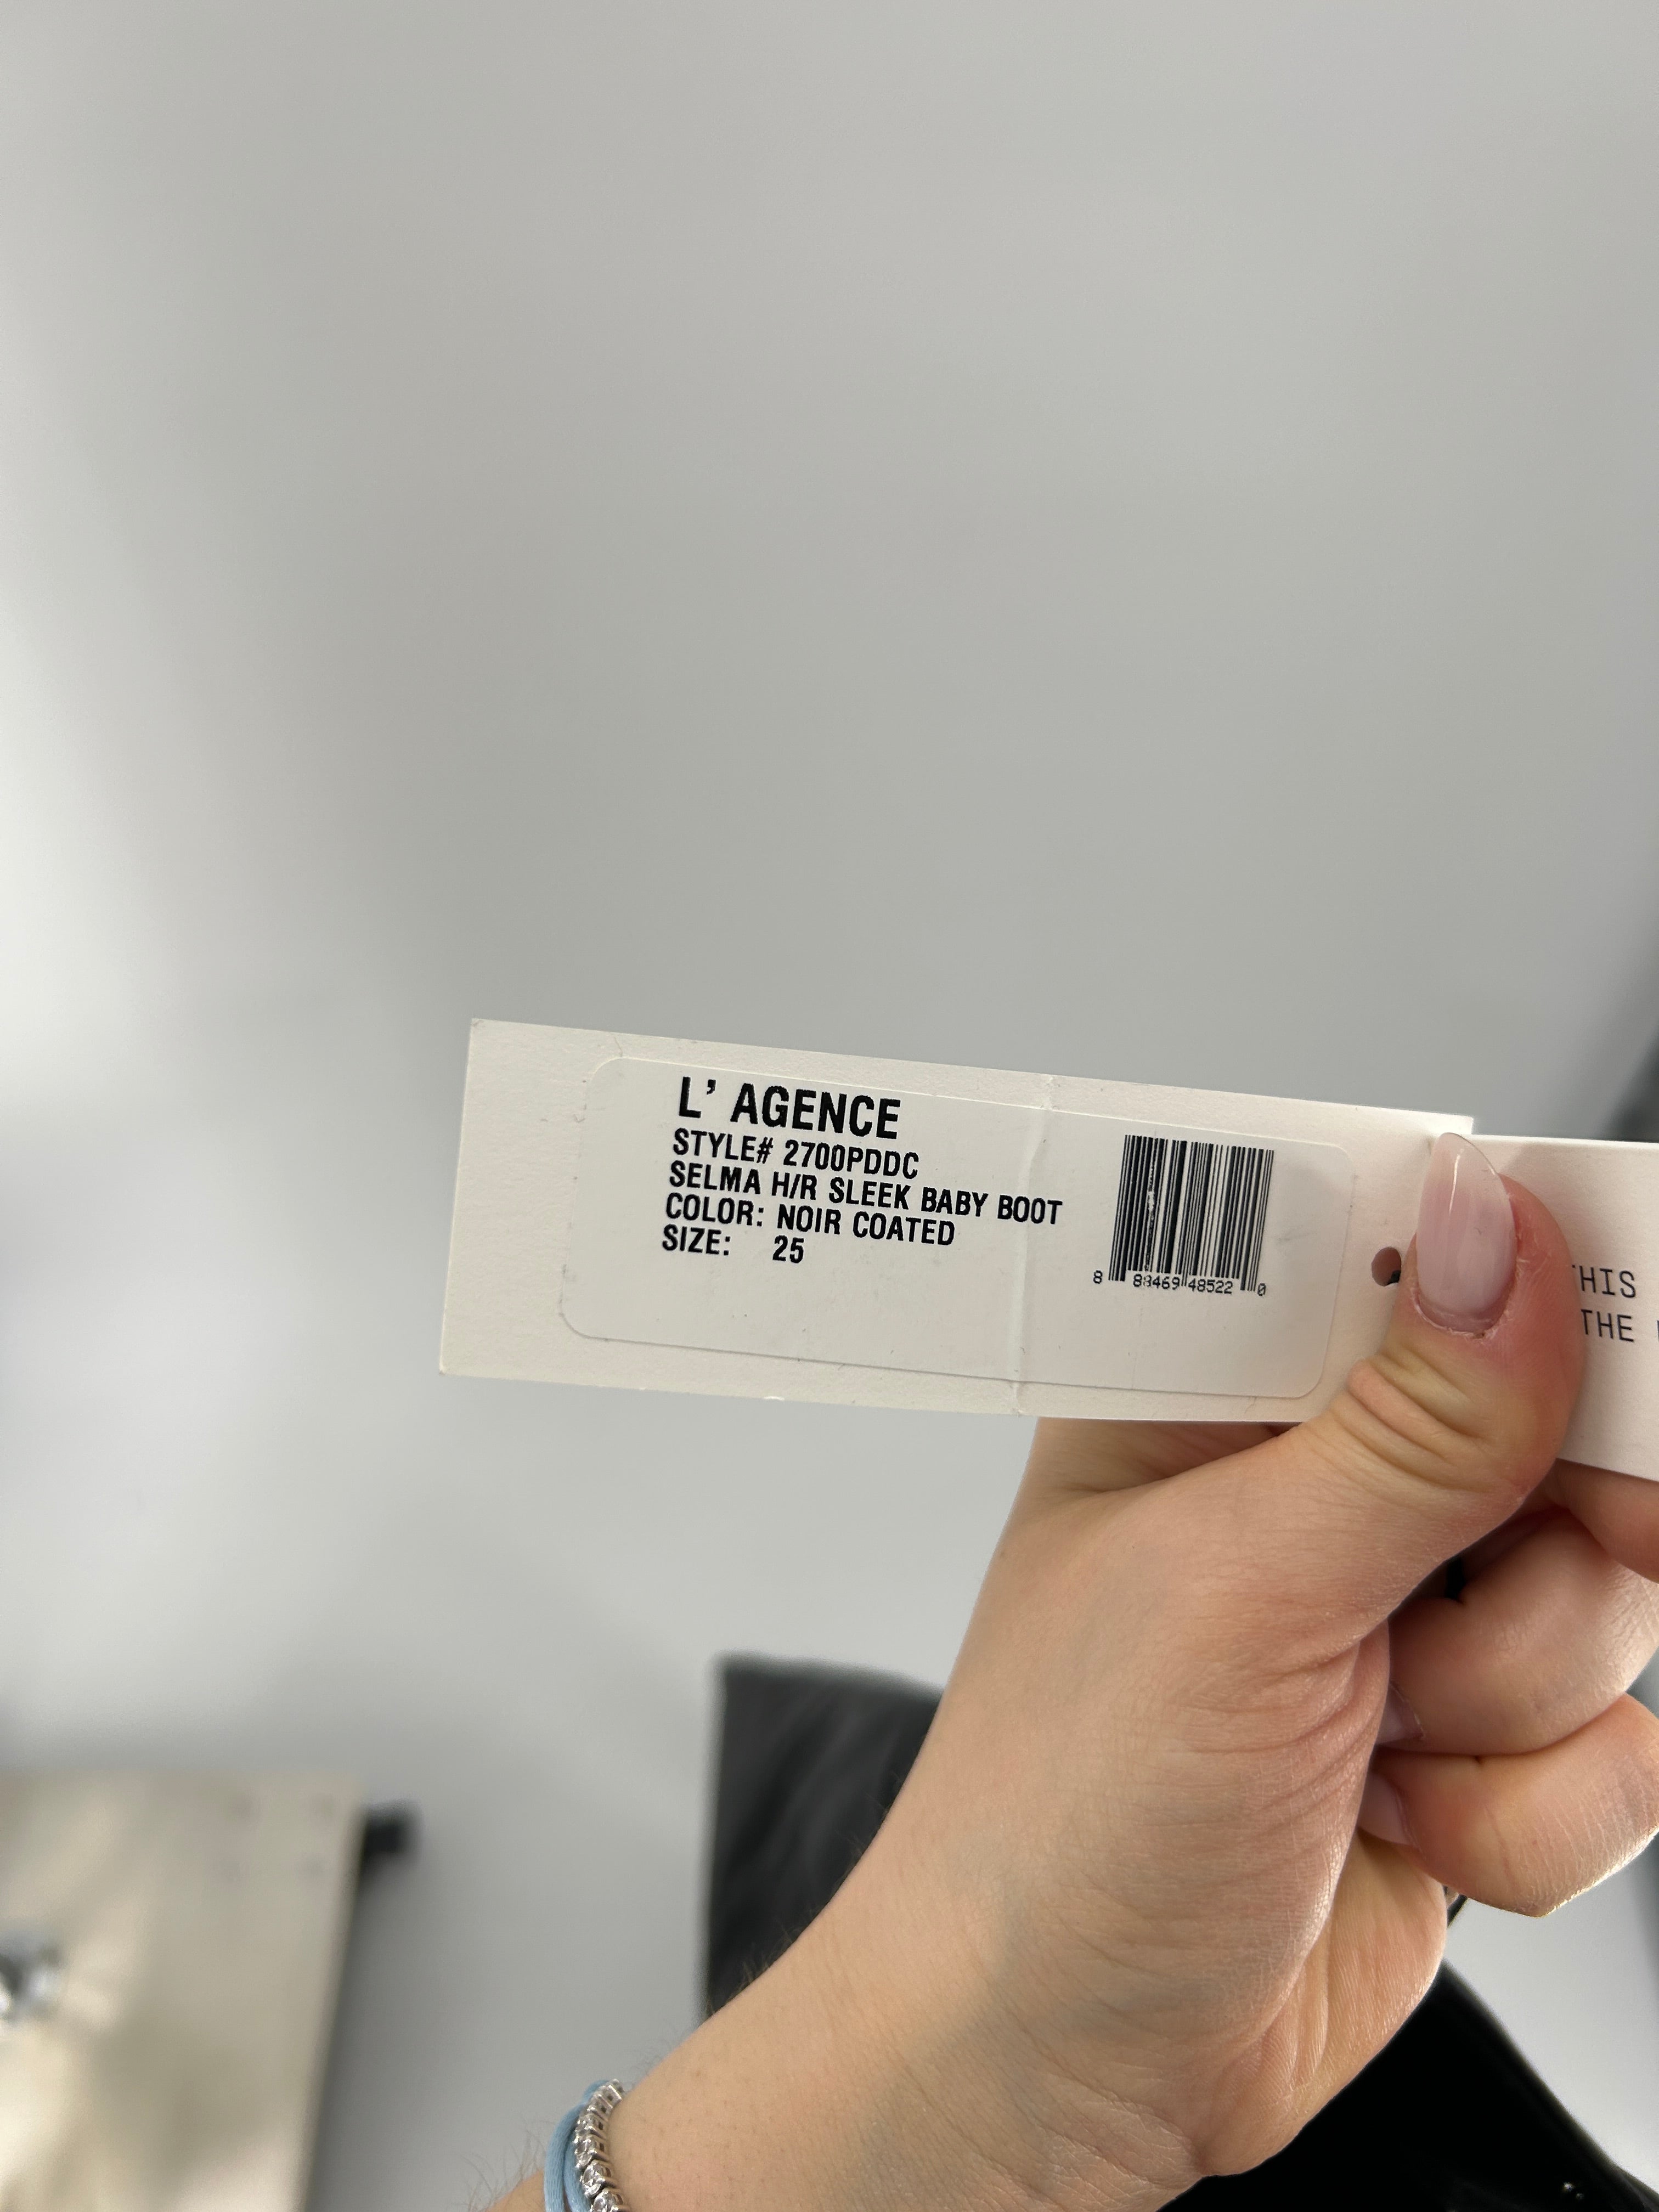 L' AGENCE
STYLE# 2700PDDC
SELMA H/R SLEEK BABY BOOT
COLOR: NOIR COATED
SIZE: 25
8 88469 48522 0
THIS
THE